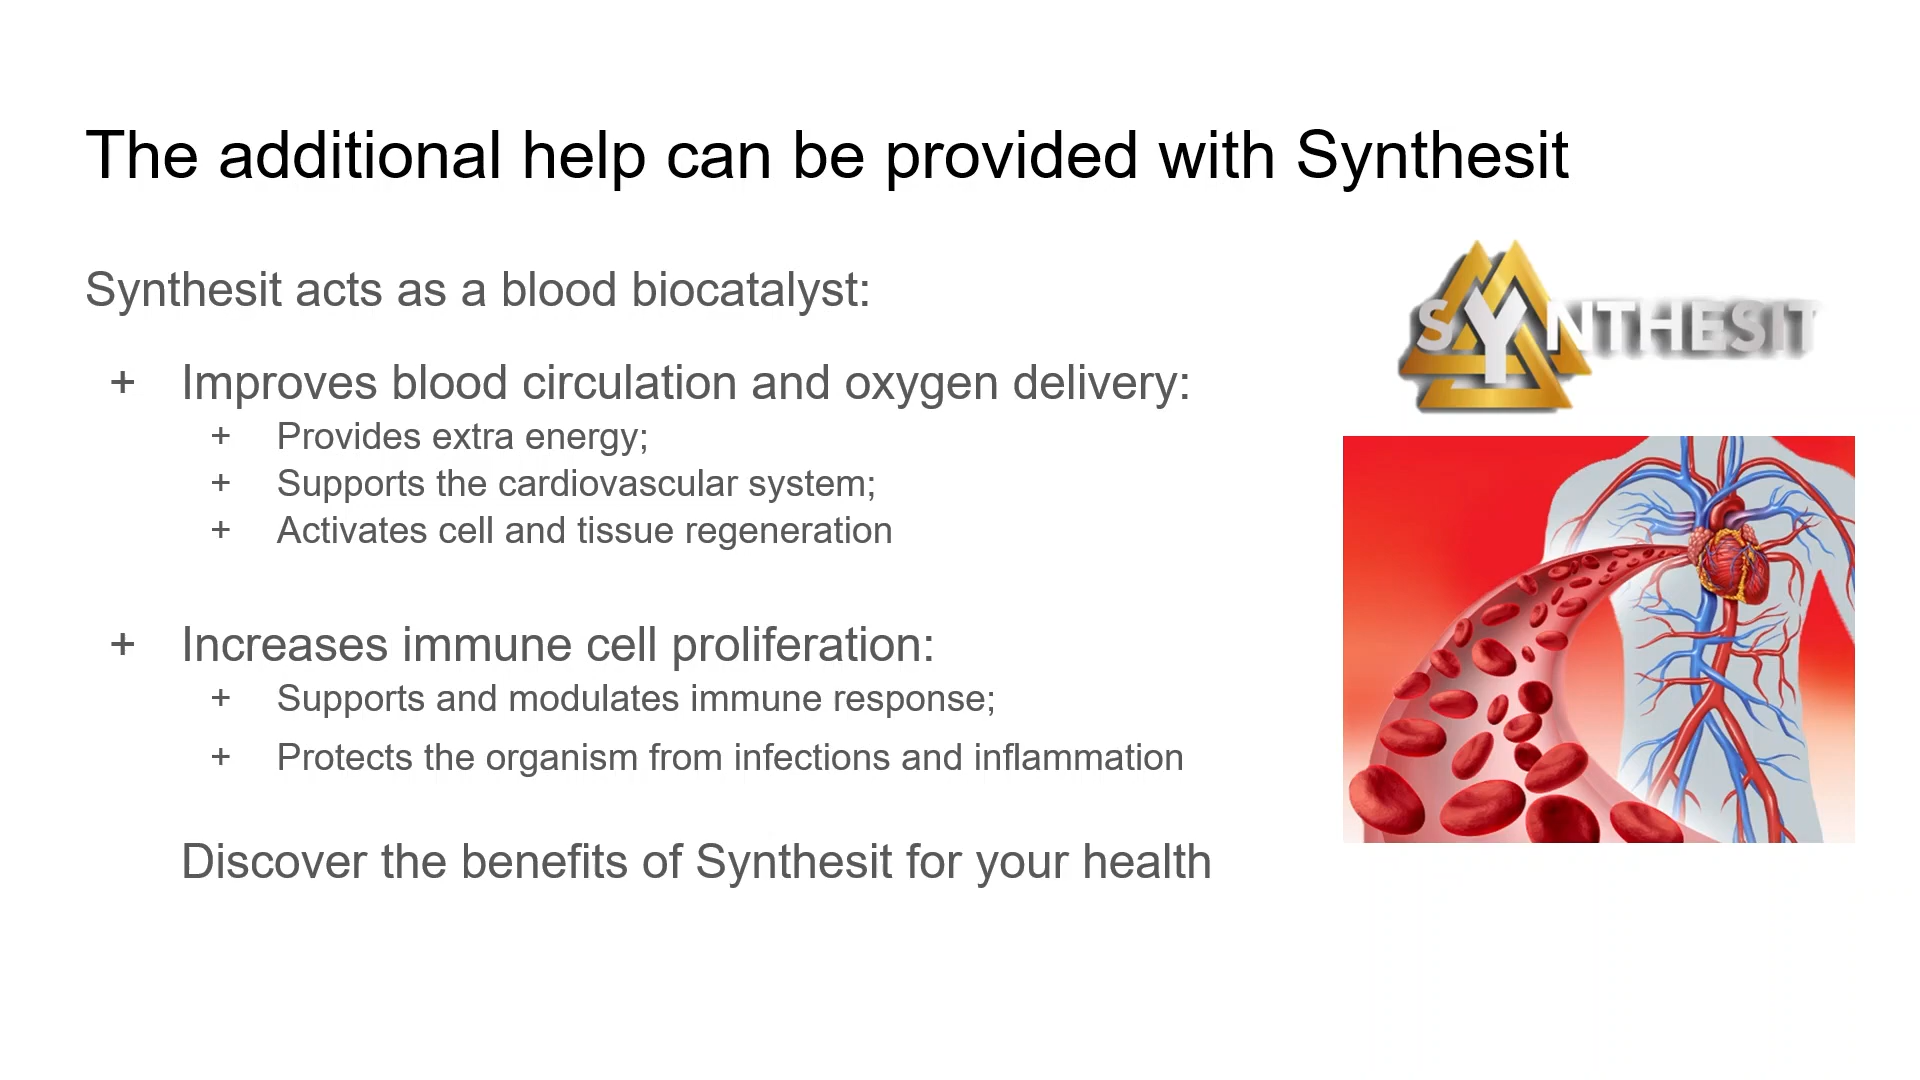 The additional help can be provided with Synthesit
Synthesit acts as a blood biocatalyst:
+ Improves blood circulation and oxygen delivery:
+ Provides extra energy;
+ Supports the cardiovascular system;
+ Activates cell and tissue regeneration
+ Increases immune cell proliferation:
+ Supports and modulates immune response;
+ Protects the organism from infections and inflammation
Discover the benefits of Synthesit for your health
SYNTHESIT